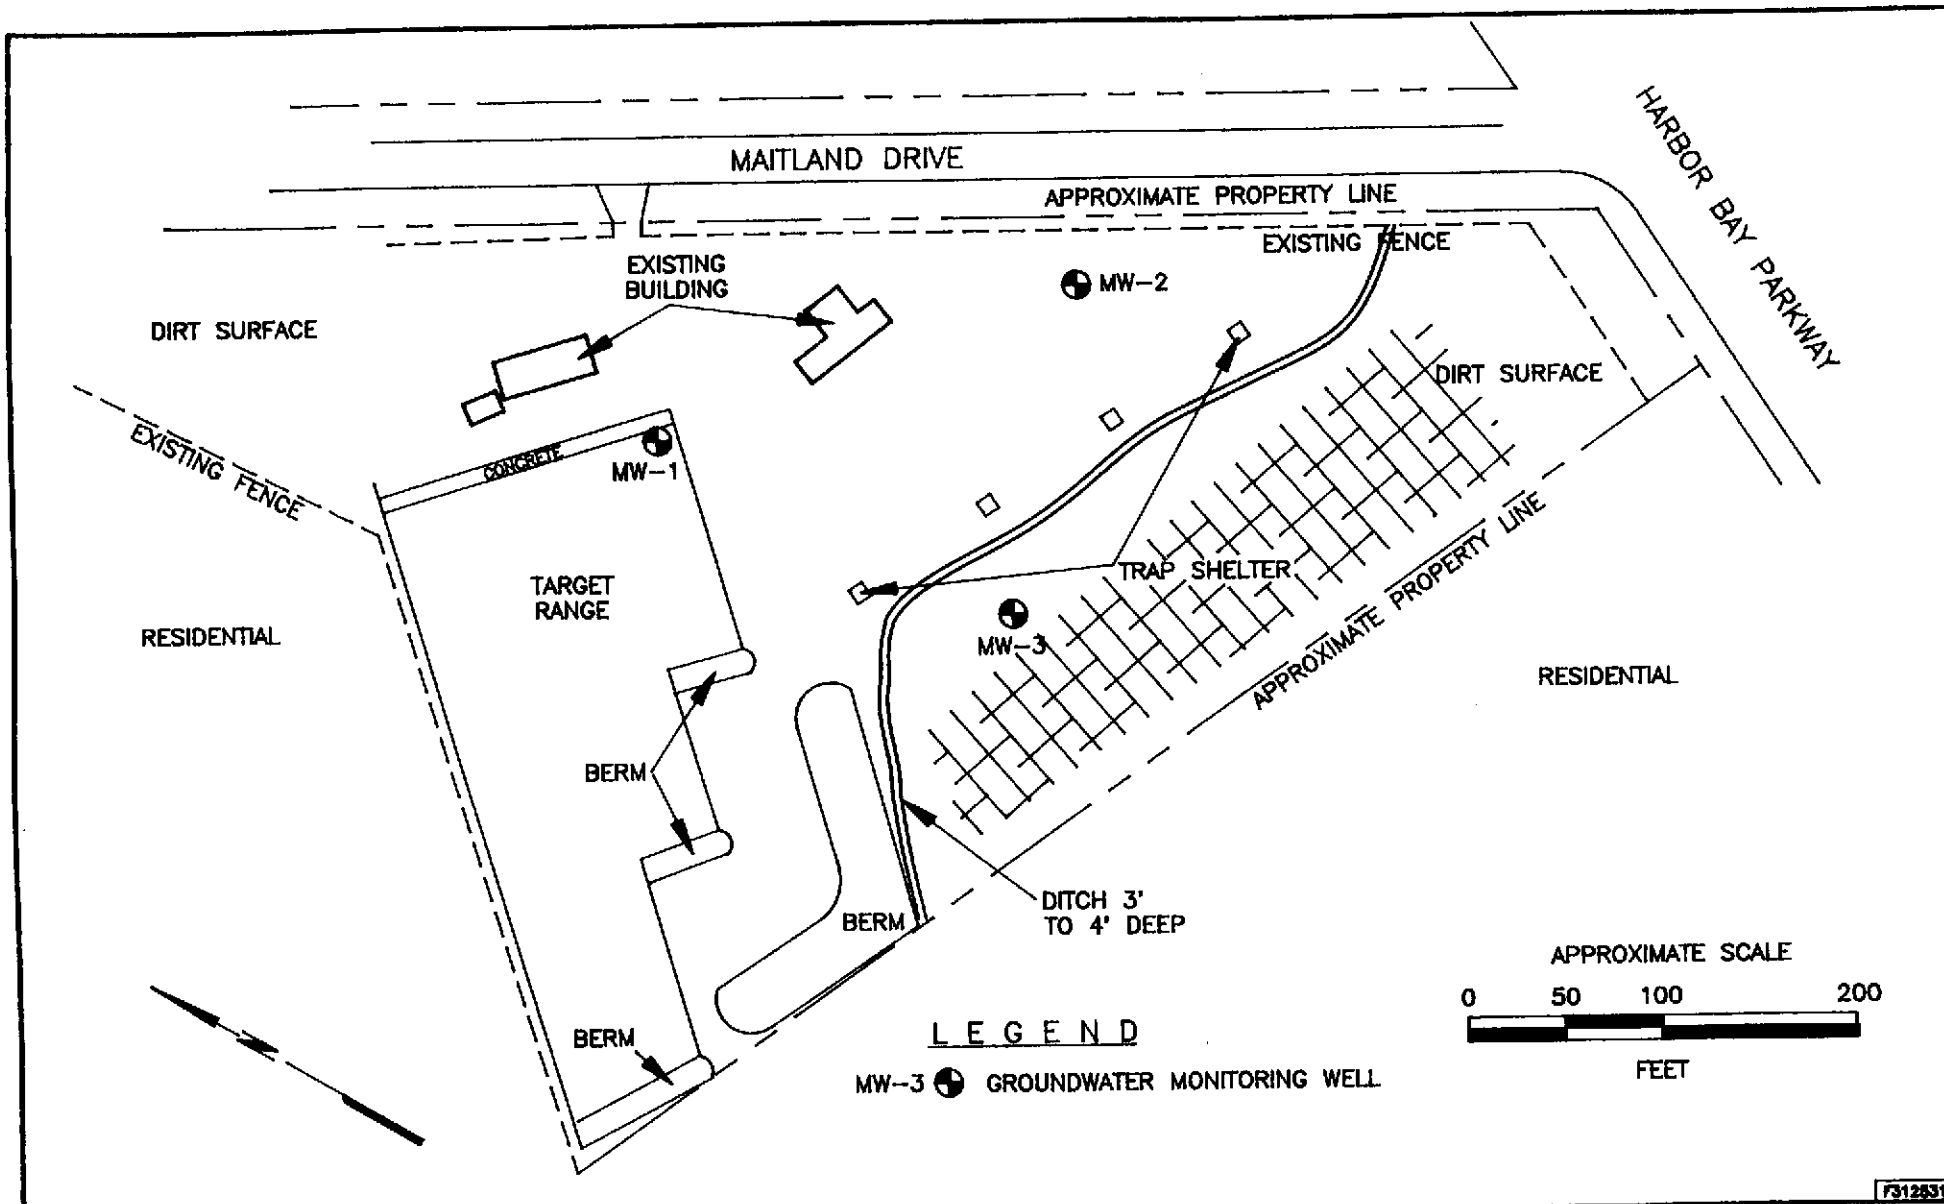 HARBOR BAY PARKWAY
MAITLAND DRIVE
APPROXIMATE PROPERTY LINE
EXISTING FENCE
EXISTING
BUILDING
MW-2
DIRT SURFACE
DIRT SURFACE
EXISTING FENCE
CONCRETE
MW-1
TARGET
RANGE
TRAP SHELTER
APPROXIMATE PROPERTY LINE
RESIDENTIAL
MW-3
RESIDENTIAL
BERM
DITCH 3'
TO 4' DEEP
BERM
APPROXIMATE SCALE
0 50 100 200
FEET
N
BERM
LEGEND
MW-3 GROUNDWATER MONITORING WELL
7312531